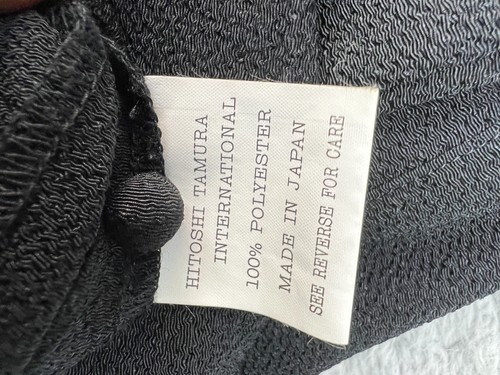 HITOSHI TAMURA
INTERNATIONAL
100% POLYESTER
MADE IN JAPAN
SEE REVERSE FOR CARE